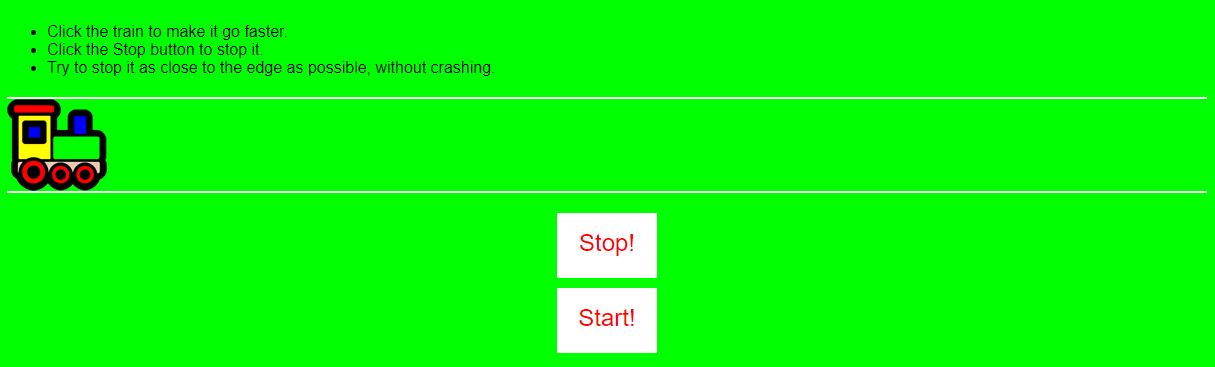 Click the train to make it go faster.
Click the Stop button to stop it.
Try to stop it as close to the edge as possible, without crashing.
Stop!
Start!